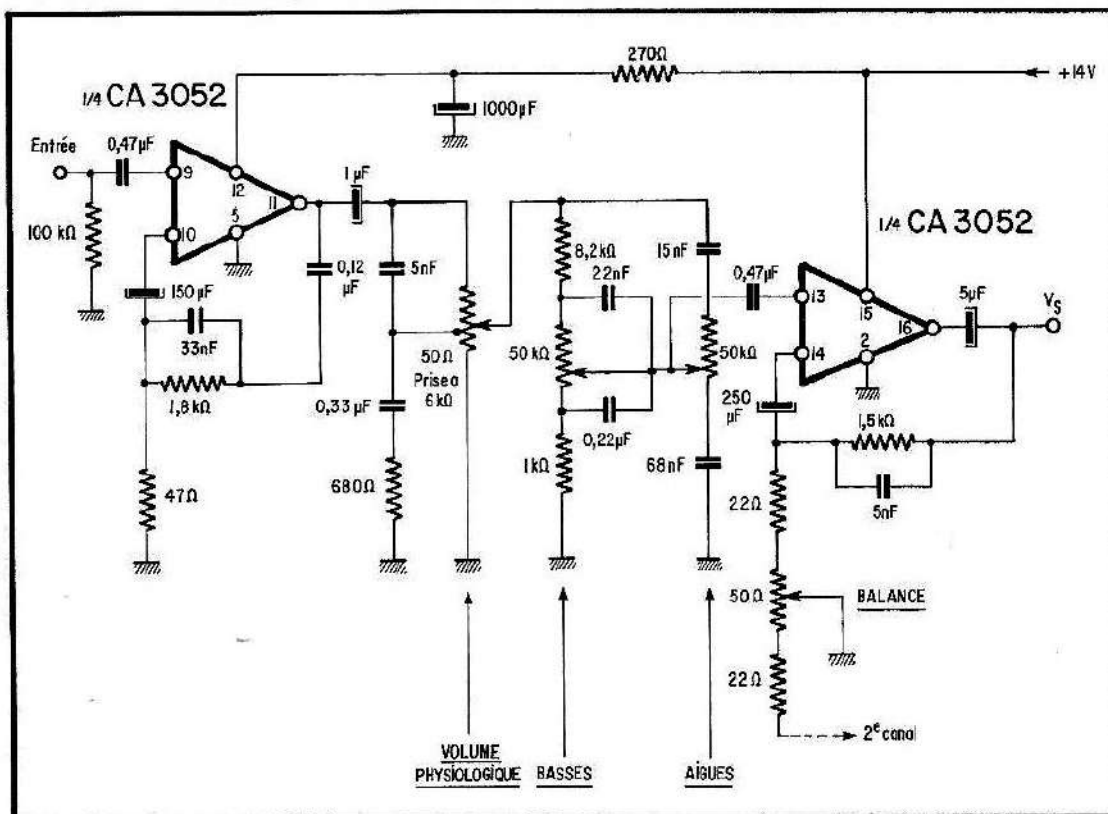 270Ω
+14V
1/4 CA 3052
1000µF
Entrée
0,47µF
9
12
11
1µF
10
5
100 kΩ
1/4 CA 3052
8,2kΩ
15nF
0,12 µF
5nF
22nF
0,47µF
150µF
13
15
5µF
VS
16
33nF
50Ω
Prise a
6kΩ
50kΩ
50kΩ
14
2
1,8kΩ
0,33µF
250 µF
1,5kΩ
0,22µF
47Ω
680Ω
1kΩ
68nF
22Ω
5nF
50Ω
BALANCE
22Ω
2e canal
VOLUME
PHYSIOLOGIQUE
BASSES
AÏGUES